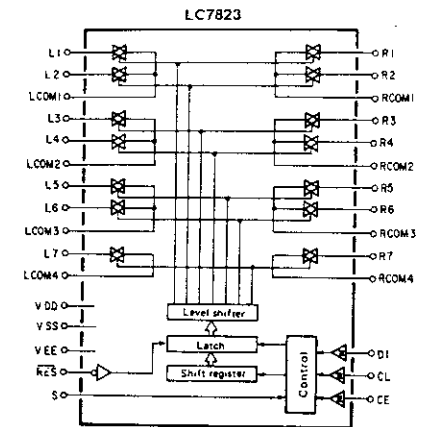 LC7823
L1 R1
L2 R2
LCOM1 RCOM1
L3 R3
L4 R4
LCOM2 RCOM2
L5 R5
L6 R6
LCOM3 RCOM3
L7 R7
LCOM4 RCOM4
VDD
Level shifter
VSS
VEE
Latch
DI
RES
Shift register
Control
CL
S
CE